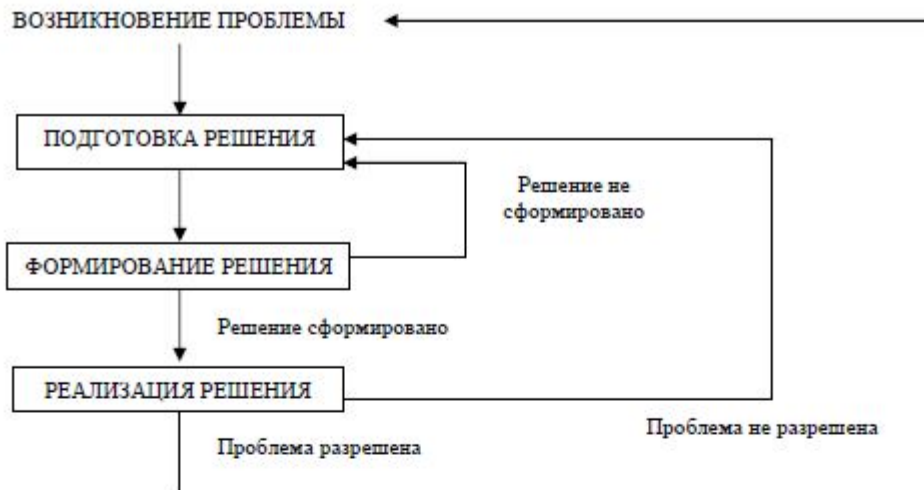 ВОЗНИКНОВЕНИЕ ПРОБЛЕМЫ
ПОДГОТОВКА РЕШЕНИЯ
Решение не
сформировано
ФОРМИРОВАНИЕ РЕШЕНИЯ
Решение сформировано
РЕАЛИЗАЦИЯ РЕШЕНИЯ
Проблема не разрешена
Проблема разрешена